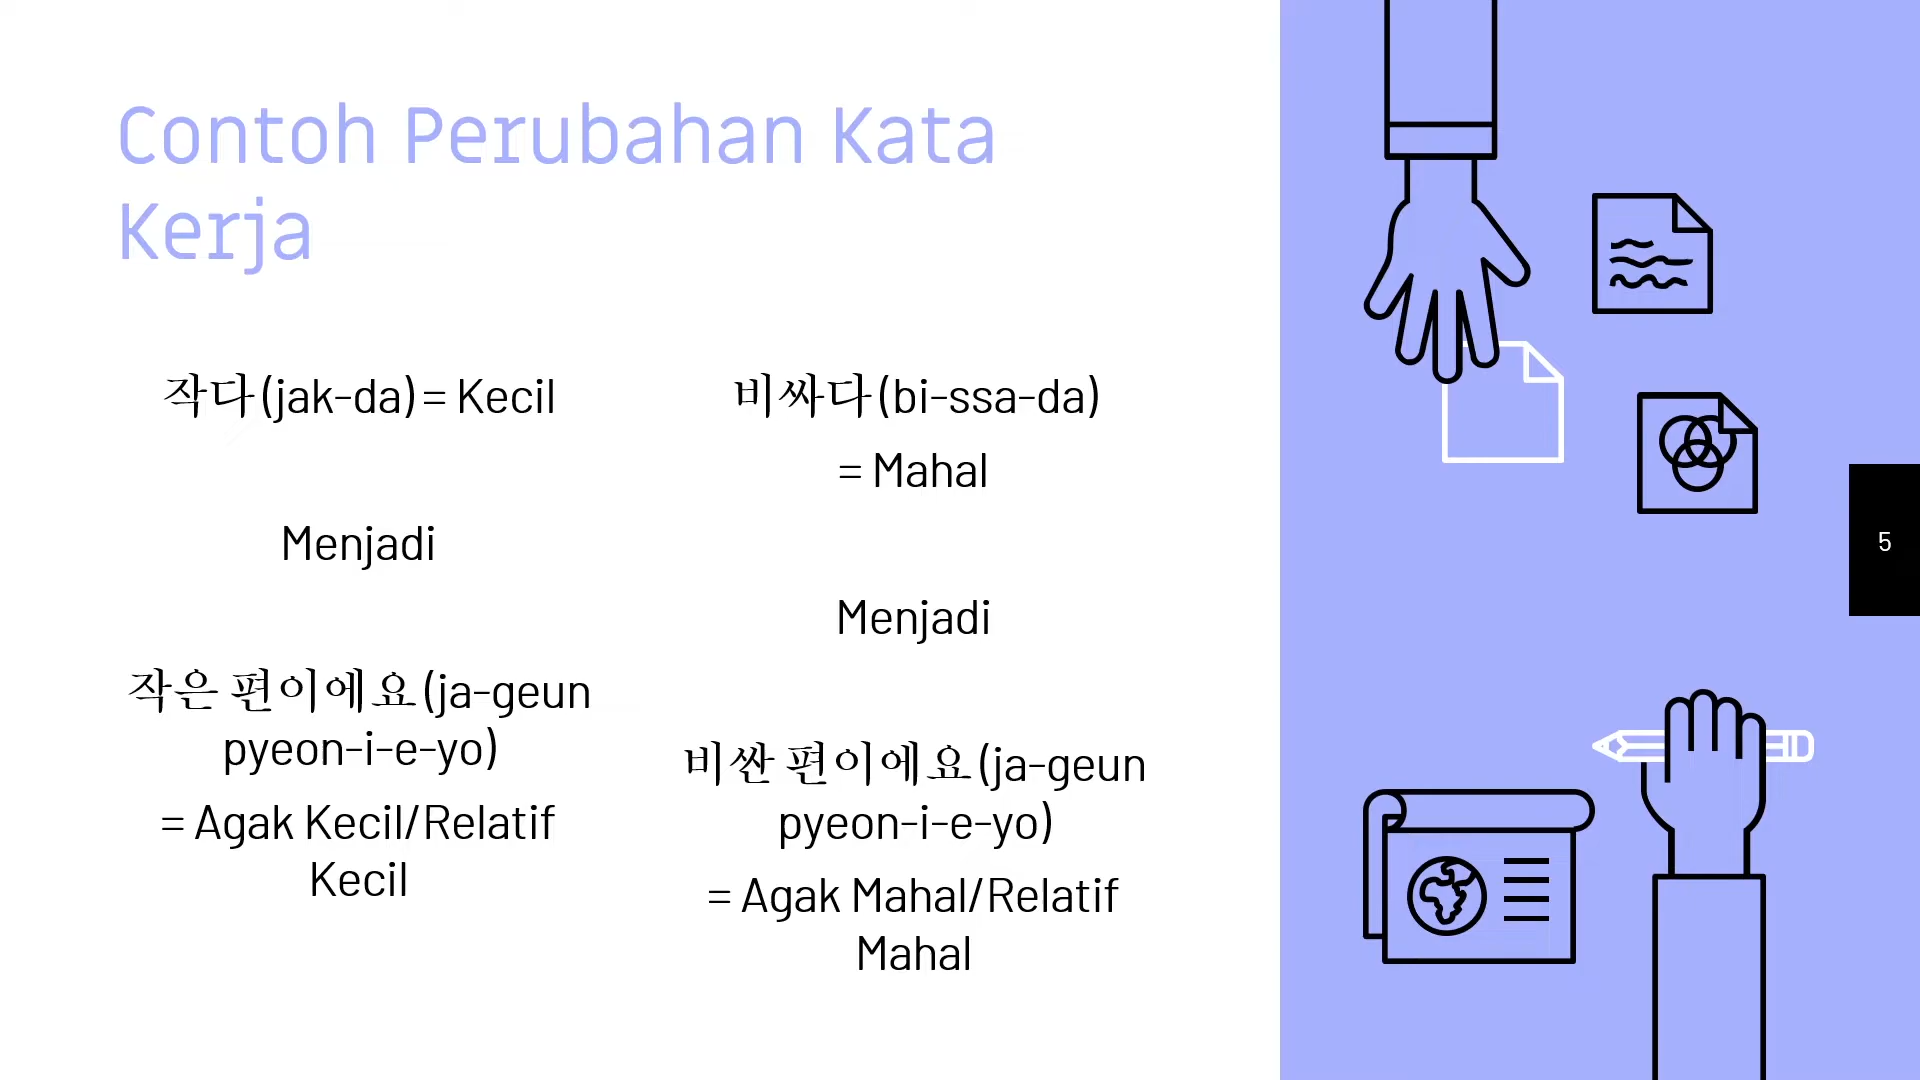 Contoh Perubahan Kata
Kerja
작다(jak-da) = Kecil
Menjadi
작은 편이에요(ja-geun
pyeon-i-e-yo)
= Agak Kecil/Relatif
Kecil
비싸다(bi-ssa-da)
= Mahal
Menjadi
비싼 편이에요(ja-geun
pyeon-i-e-yo)
= Agak Mahal/Relatif
Mahal
5